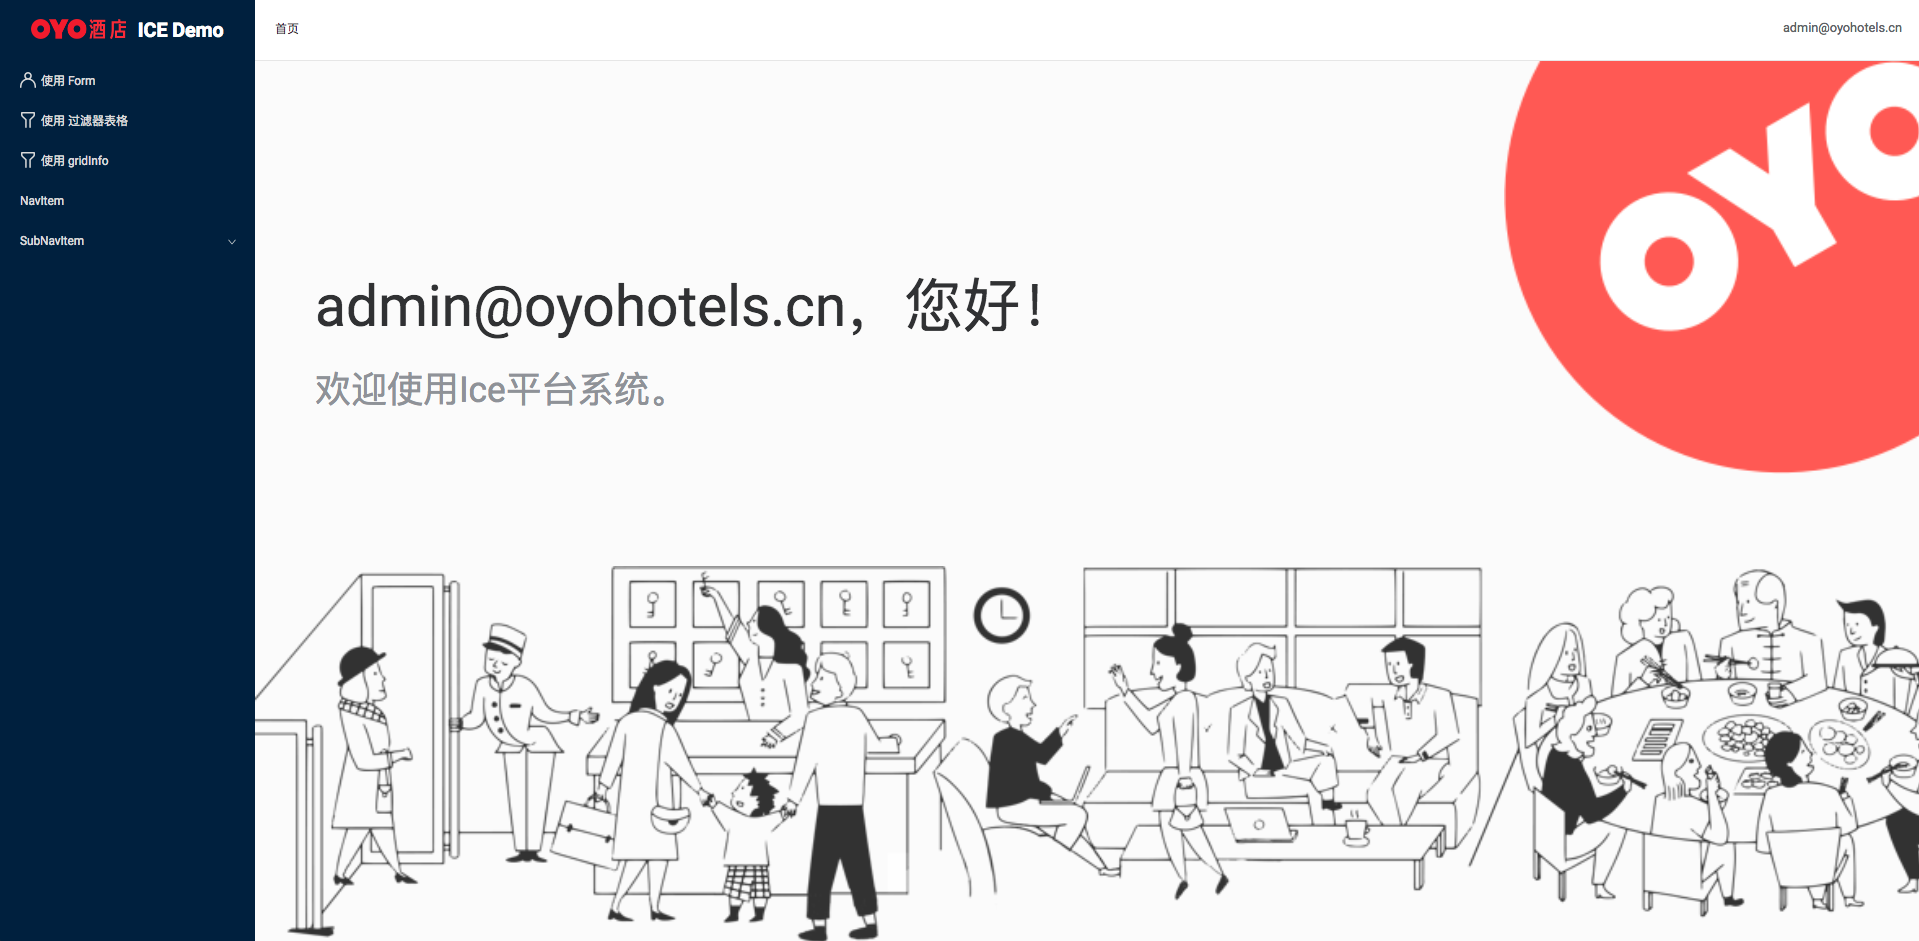 OYO酒店 ICE Demo
使用 Form
使用 过滤器表格
使用 gridInfo
NavItem
SubNavItem
首页
admin@oyohotels.cn
OYO
admin@oyohotels.cn，您好！
欢迎使用Ice平台系统。